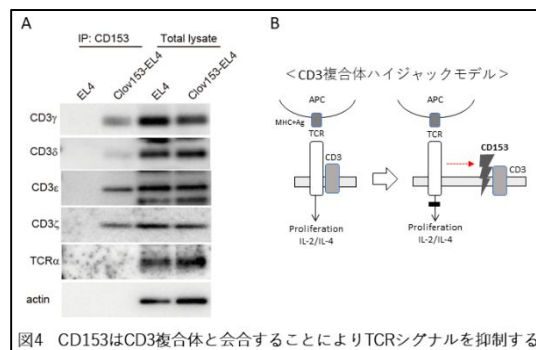 A
IP: CD153
Total lysate
EL4
Clov153-EL4
EL4
Clov153-EL4
CD3γ
CD3δ
CD3ε
CD3ζ
TCRα
actin
B
＜CD3複合体ハイジャックモデル＞
APC
MHC+Ag
TCR
CD3
Proliferation
IL-2/IL-4
APC
TCR
CD153
CD3
Proliferation
IL-2/IL-4
図4 CD153はCD3複合体と会合することによりTCRシグナルを抑制する